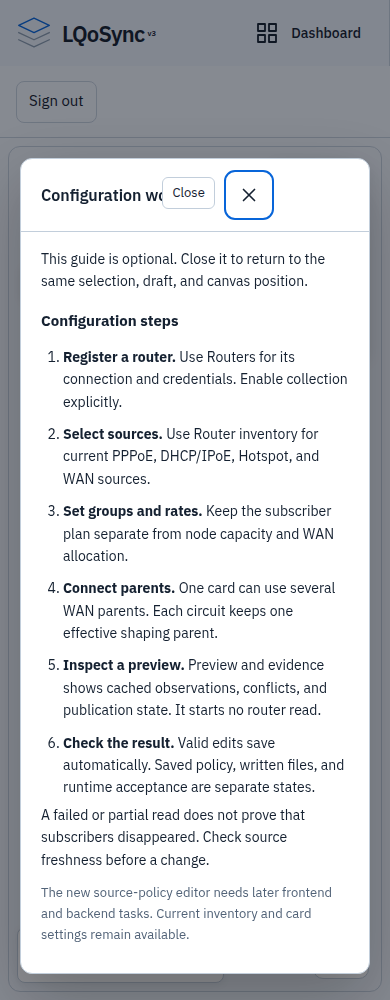 LQoSync v3
Dashboard
Sign out
Configuration wo
Close
This guide is optional. Close it to return to the
same selection, draft, and canvas position.
Configuration steps
1. Register a router. Use Routers for its
connection and credentials. Enable collection
explicitly.
2. Select sources. Use Router inventory for
current PPPoE, DHCP/IPoE, Hotspot, and
WAN sources.
3. Set groups and rates. Keep the subscriber
plan separate from node capacity and WAN
allocation.
4. Connect parents. One card can use several
WAN parents. Each circuit keeps one
effective shaping parent.
5. Inspect a preview. Preview and evidence
shows cached observations, conflicts, and
publication state. It starts no router read.
6. Check the result. Valid edits save
automatically. Saved policy, written files, and
runtime acceptance are separate states.
A failed or partial read does not prove that
subscribers disappeared. Check source
freshness before a change.
The new source-policy editor needs later frontend
and backend tasks. Current inventory and card
settings remain available.